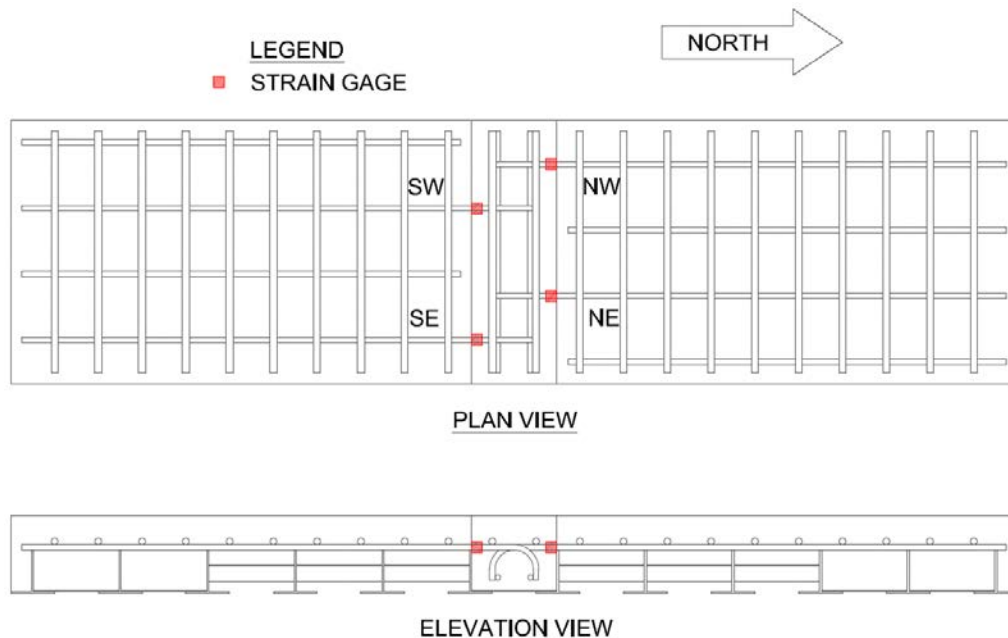 LEGEND
NORTH
STRAIN GAGE
SW
NW
SE
NE
PLAN VIEW
ELEVATION VIEW